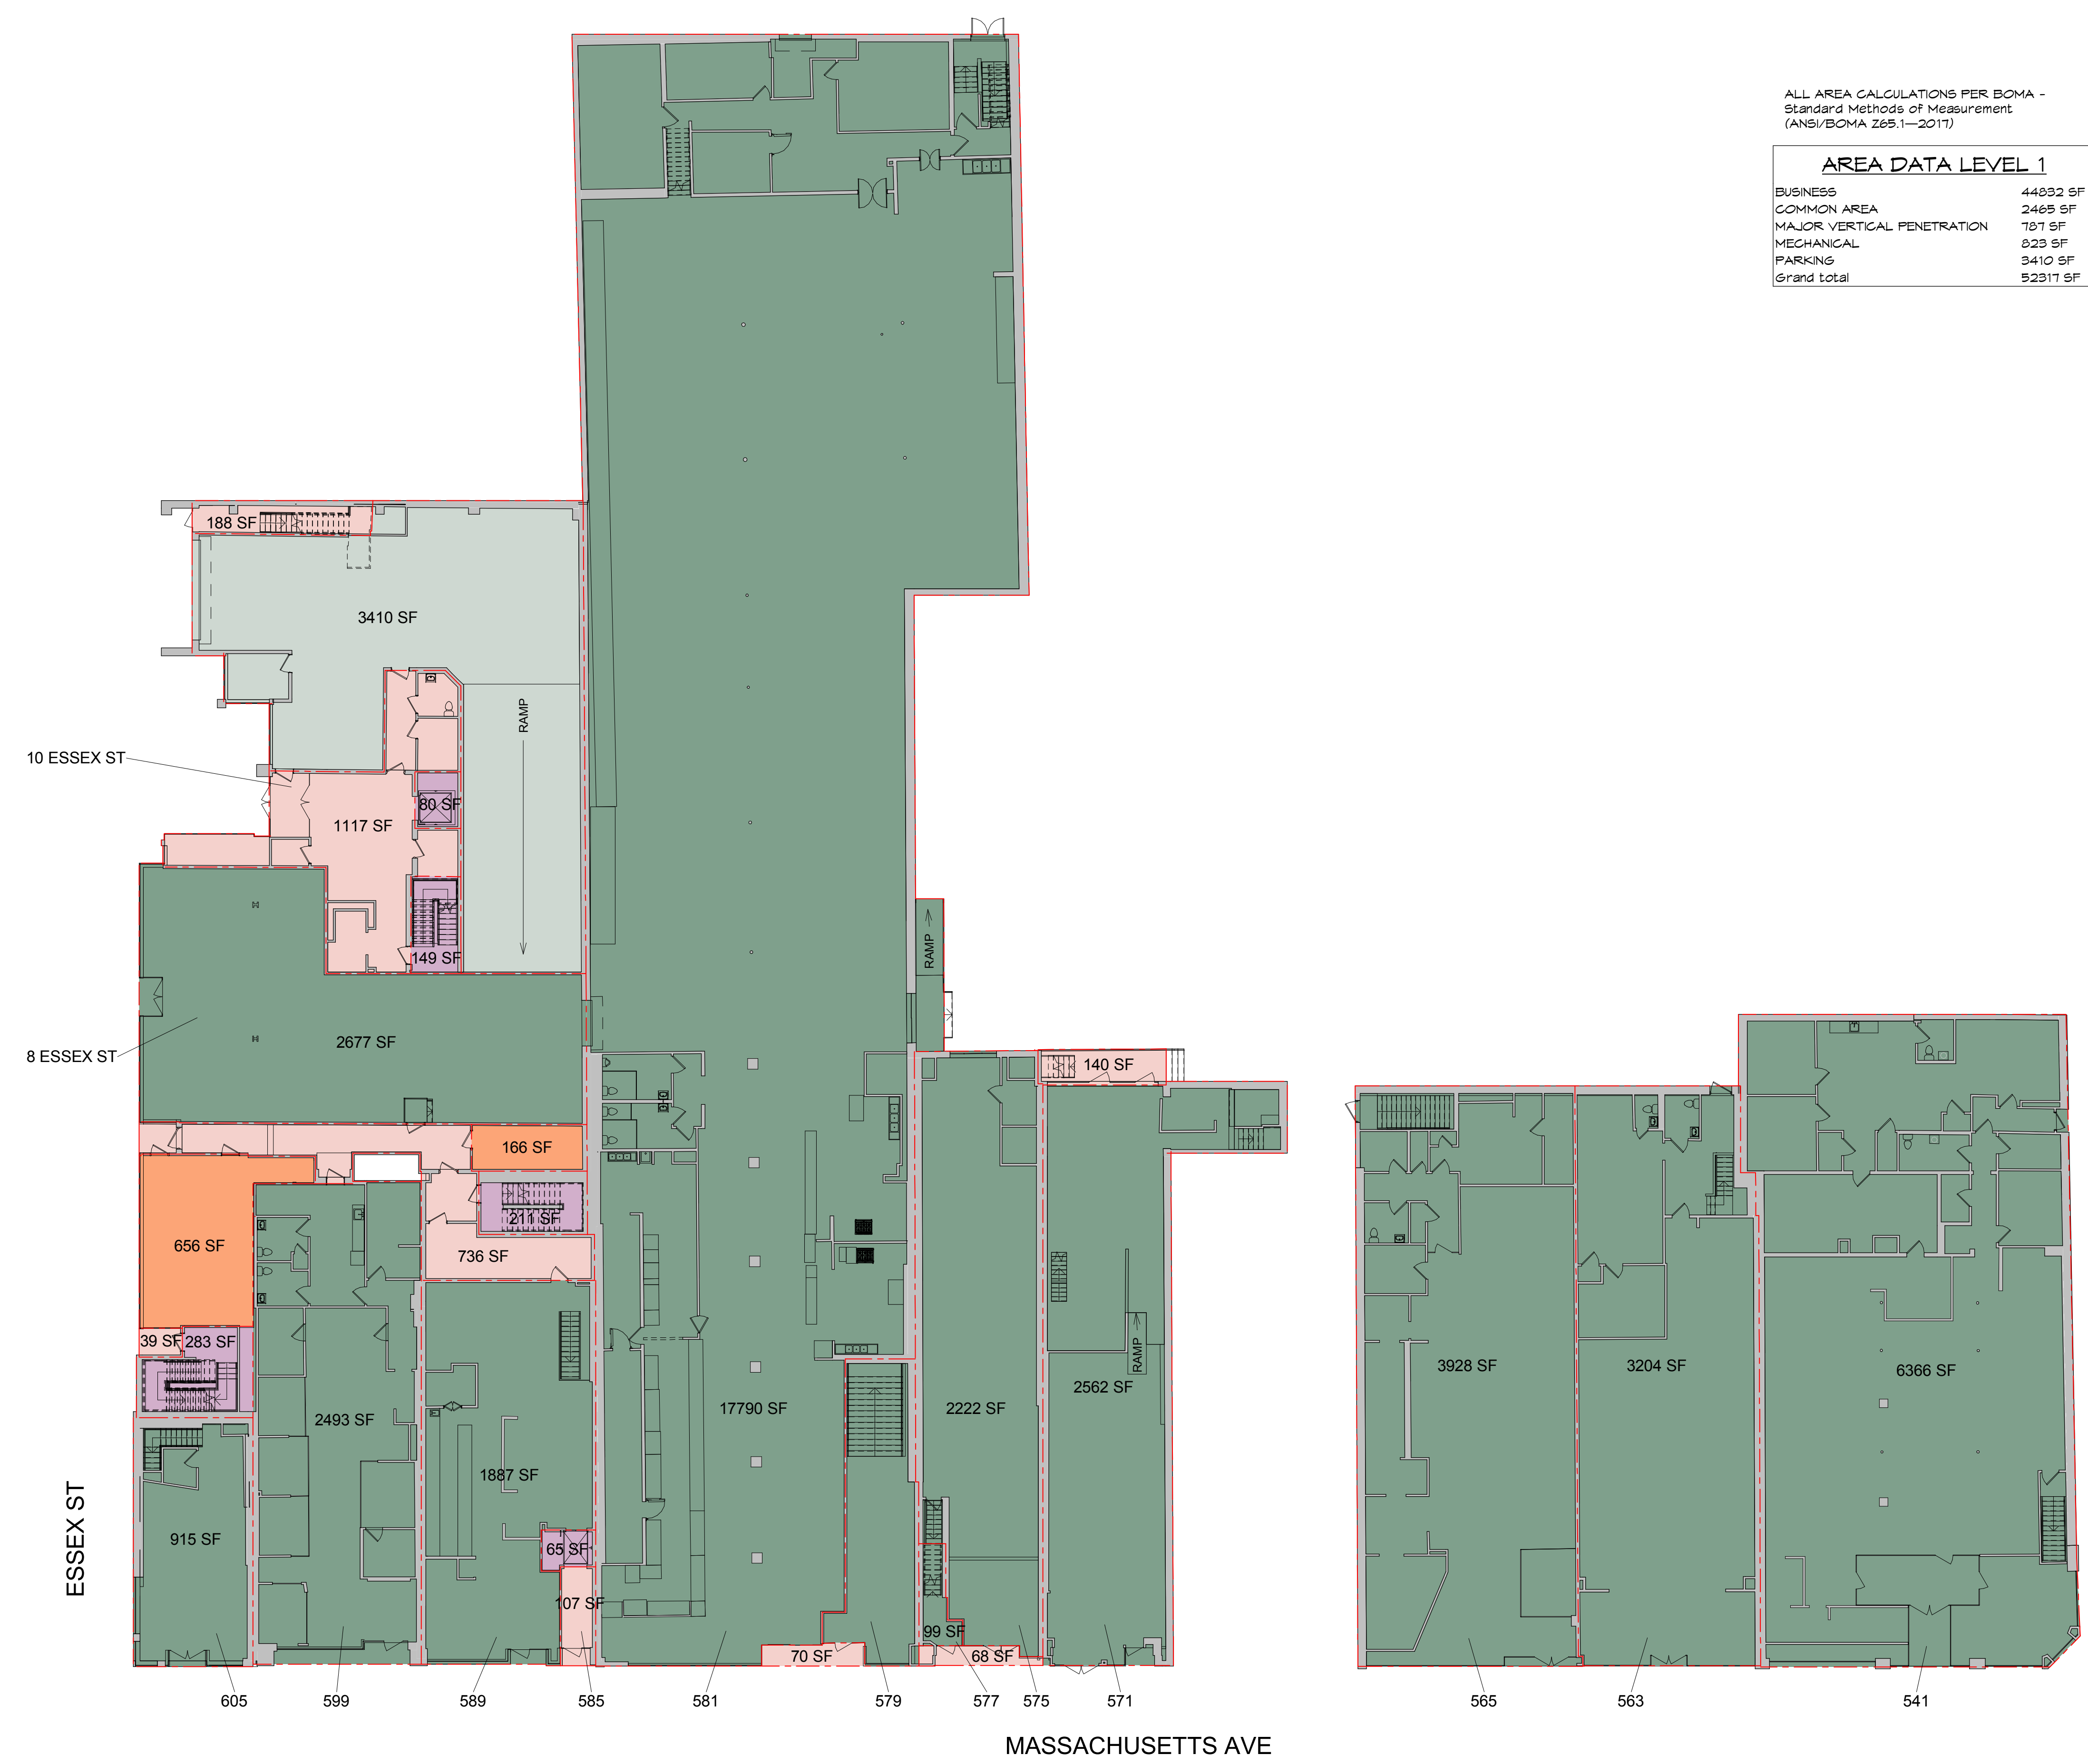 ALL AREA CALCULATIONS PER BOMA -
Standard Methods of Measurement
(ANSI/BOMA Z65.1—2017)
AREA DATA LEVEL 1
BUSINESS 44832 SF
COMMON AREA 2465 SF
MAJOR VERTICAL PENETRATION 787 SF
MECHANICAL 823 SF
PARKING 3410 SF
Grand total 52317 SF
188 SF
3410 SF
RAMP
10 ESSEX ST
80 SF
1117 SF
149 SF
RAMP
8 ESSEX ST
2677 SF
140 SF
166 SF
211 SF
656 SF
736 SF
39 SF
283 SF
RAMP
3928 SF
3204 SF
6366 SF
2562 SF
2493 SF
17790 SF
2222 SF
1887 SF
915 SF
65 SF
ESSEX ST
107 SF
99 SF
70 SF
68 SF
605
599
589
585
581
579
577
575
571
565
563
541
MASSACHUSETTS AVE